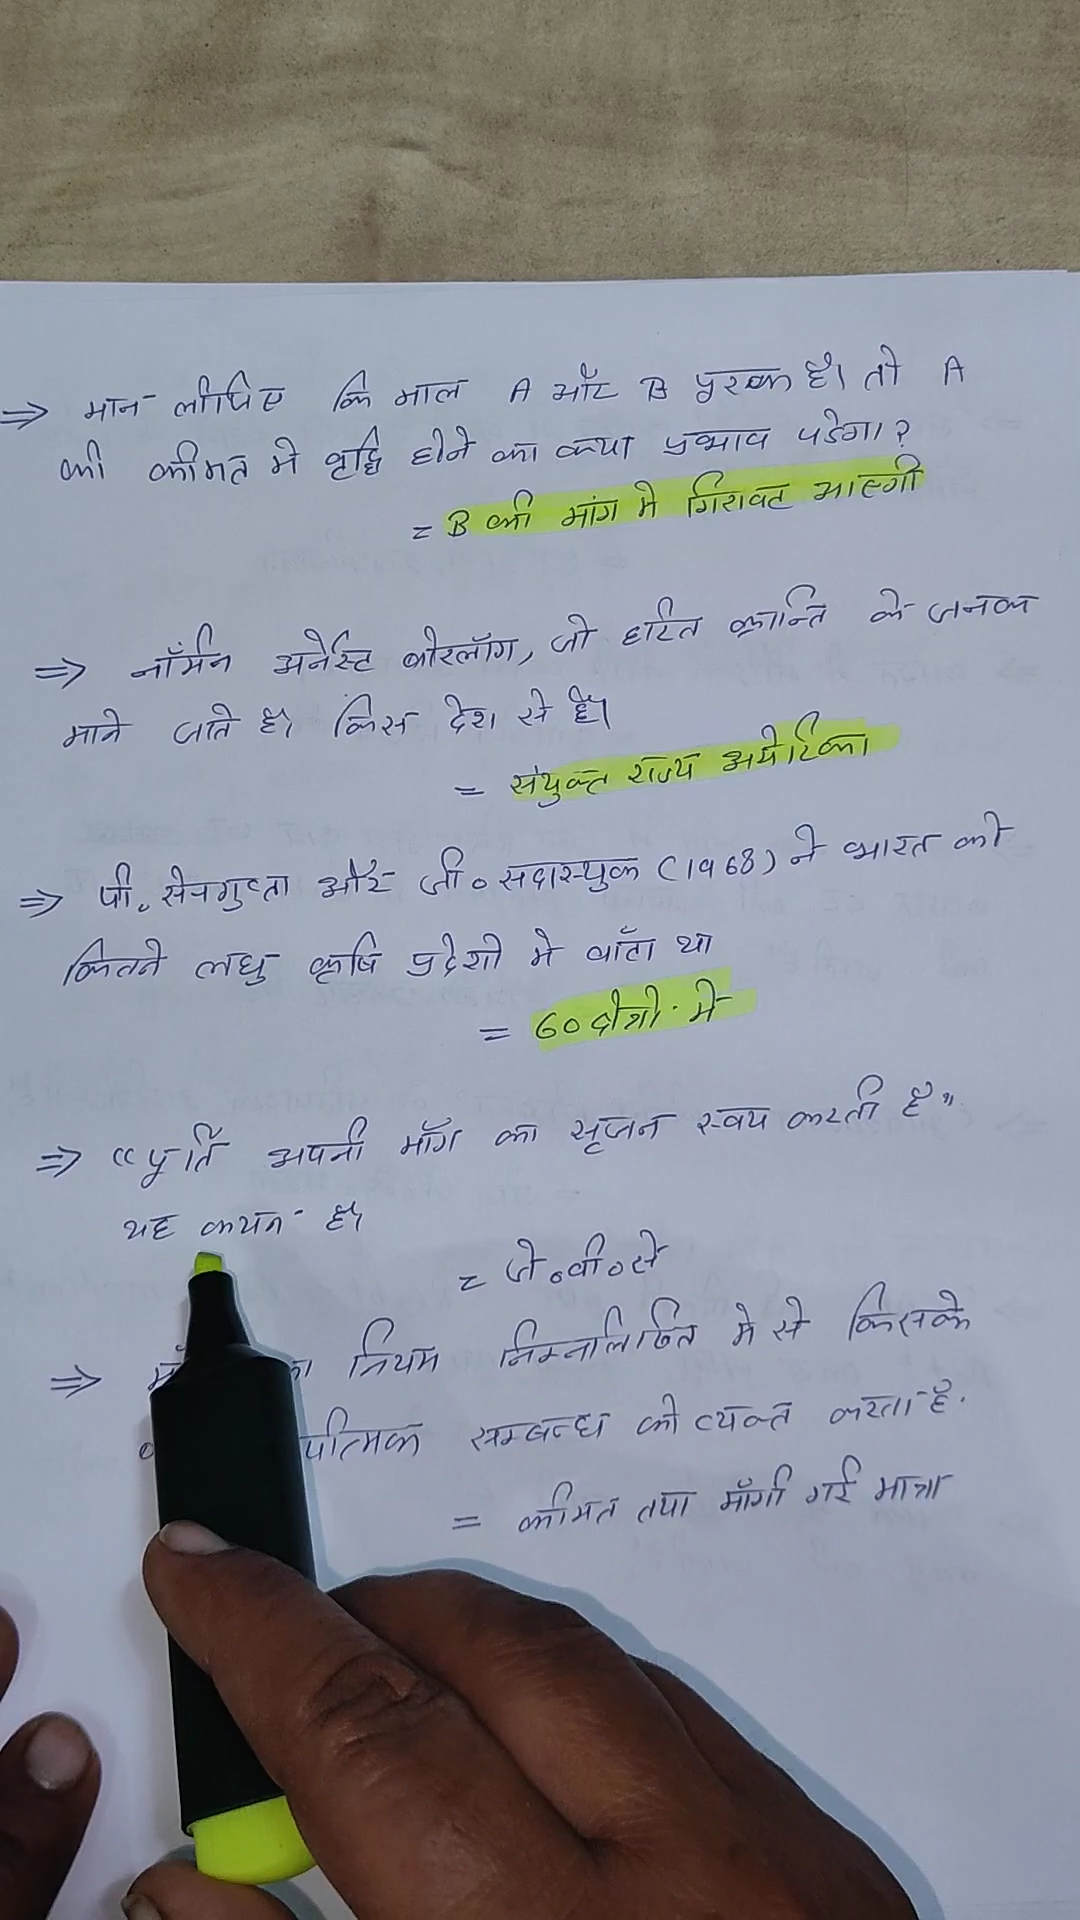 ⇒ मान लीजिए कि माल A और B पूरक है। तो A
की कीमत मे वृद्धि होने का क्या प्रभाव पडेगा?
= B की मांग मे गिरावट आएगी
⇒ नॉर्मन अर्नेस्ट बोरलॉग, जो हरित क्रान्ति के जनक
माने जाते है। किस देश से है।
= संयुक्त राज्य अमेरिका
⇒ पी. सेनगुप्ता और जी॰ सदास्युक (1968) ने भारत को
कितने लघु कृषि प्रदेशो मे बाँटा था
= 60 क्षेत्रो मे
⇒ "पूर्ति अपनी माँग का सृजन स्वय करती है"
यह कथन है।
= जे॰वी॰से
⇒ नियम निम्नलिखित मे से किसके
सम्बन्ध को व्यक्त करता है.
= कीमत तथा माँगी गई मात्रा